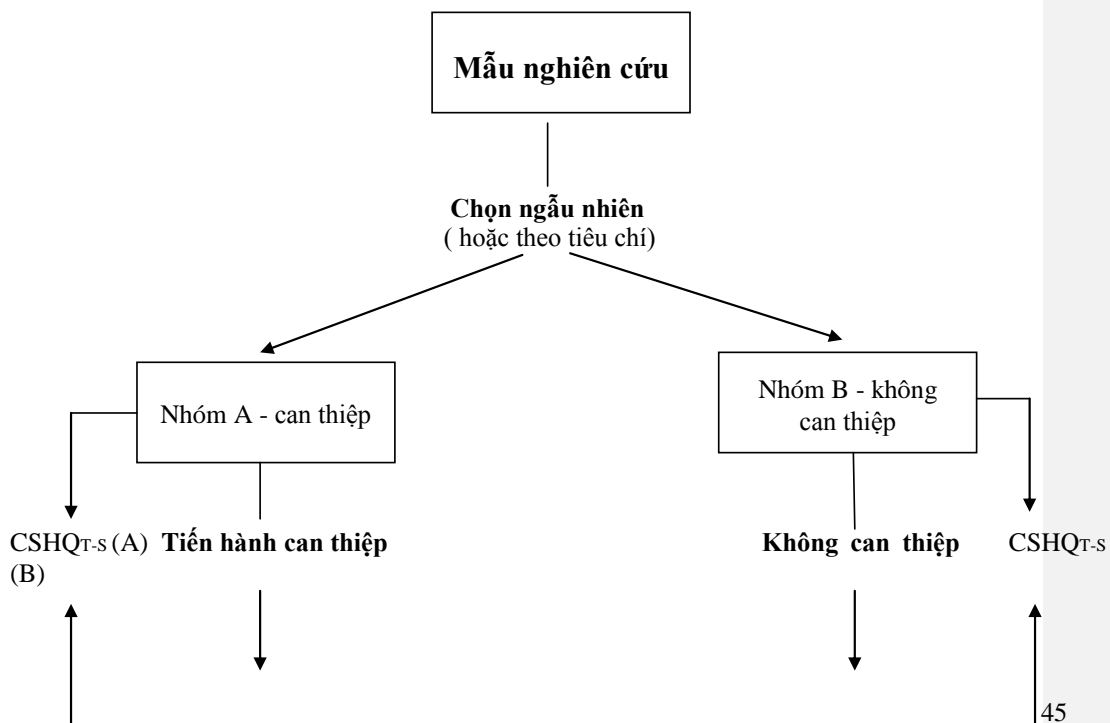 Mẫu nghiên cứu
Chọn ngẫu nhiên
( hoặc theo tiêu chí)
Nhóm A - can thiệp
Nhóm B - không
can thiệp
CSHQT-S (A) Tiến hành can thiệp Không can thiệp CSHQT-S
(B)
45